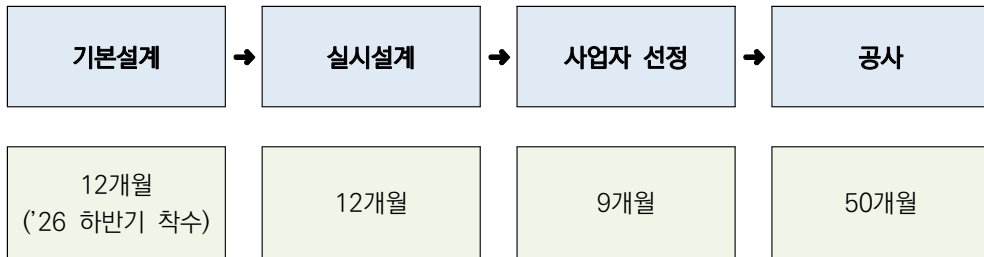 기본설계 ➜ 실시설계 ➜ 사업자 선정 ➜ 공사
12개월
('26 하반기 착수)
12개월
9개월
50개월